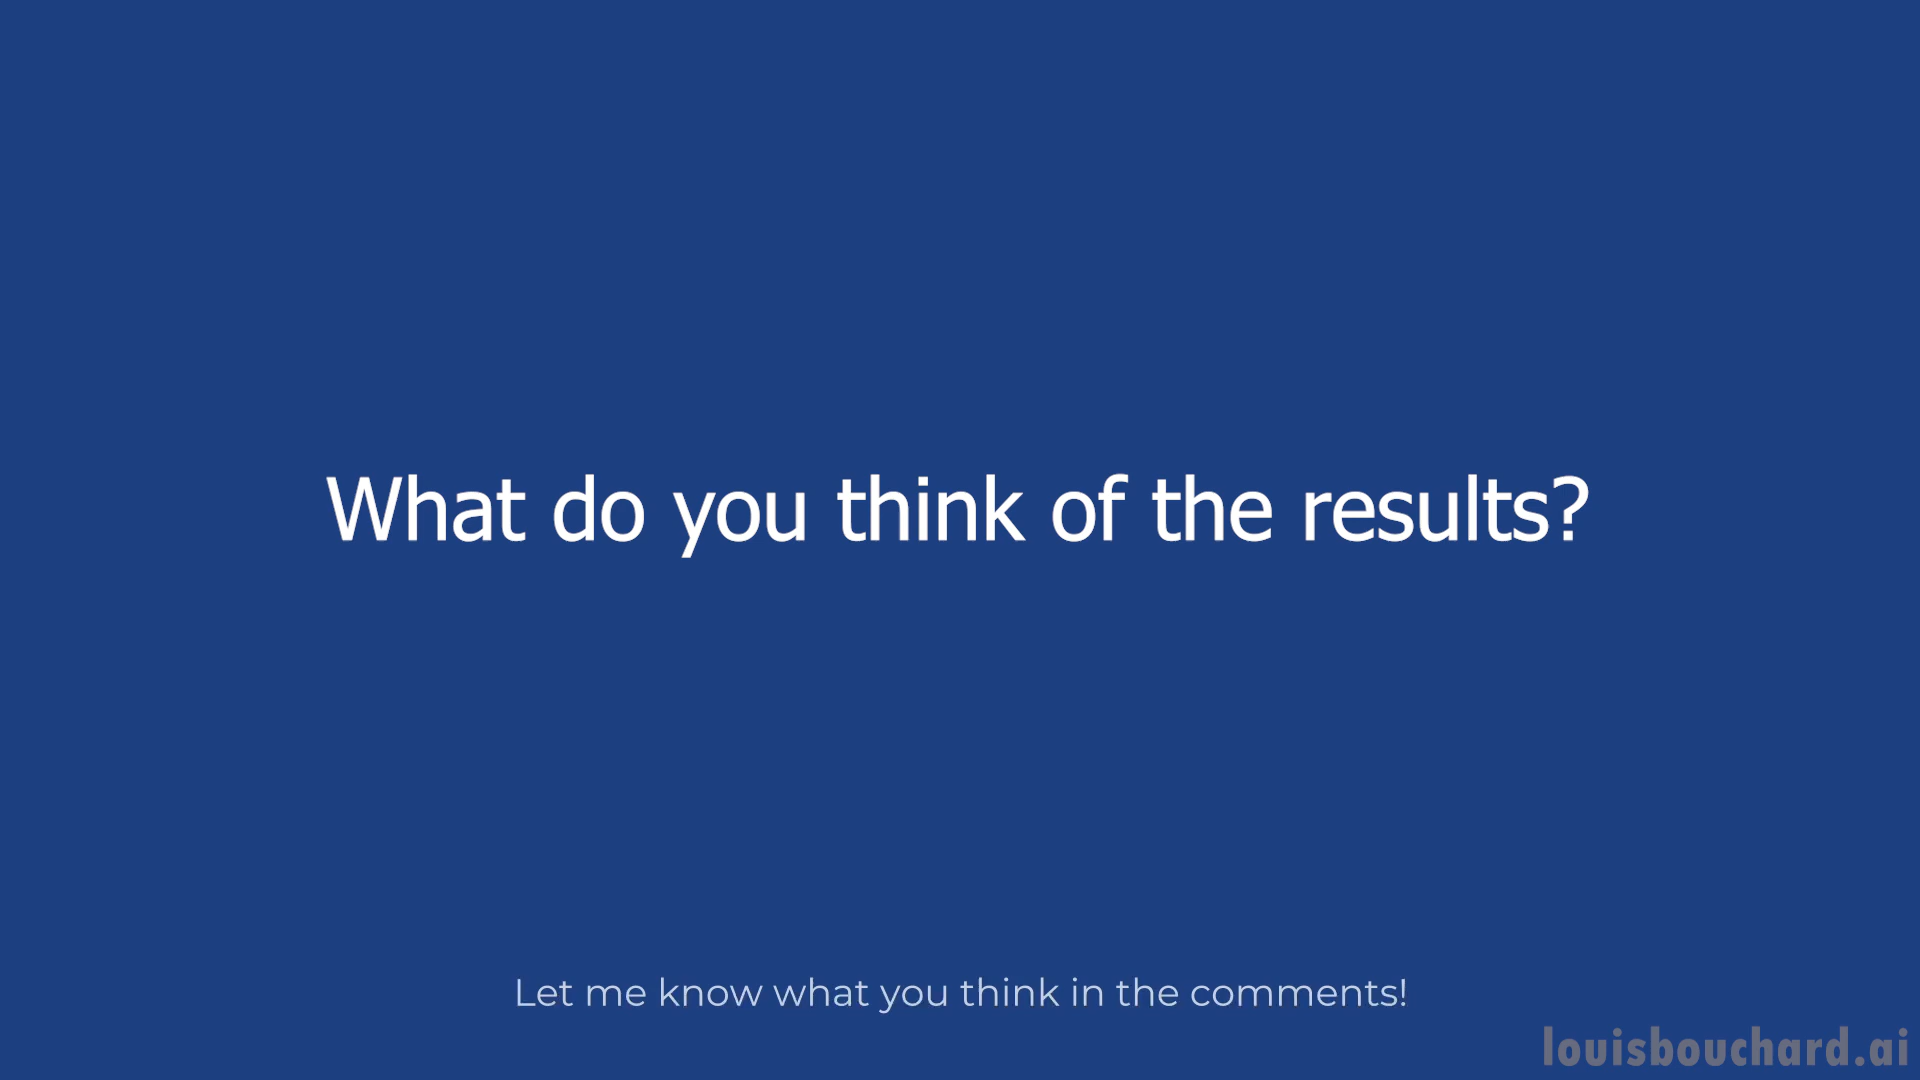 What do you think of the results?
Let me know what you think in the comments!
louisbouchard.ai